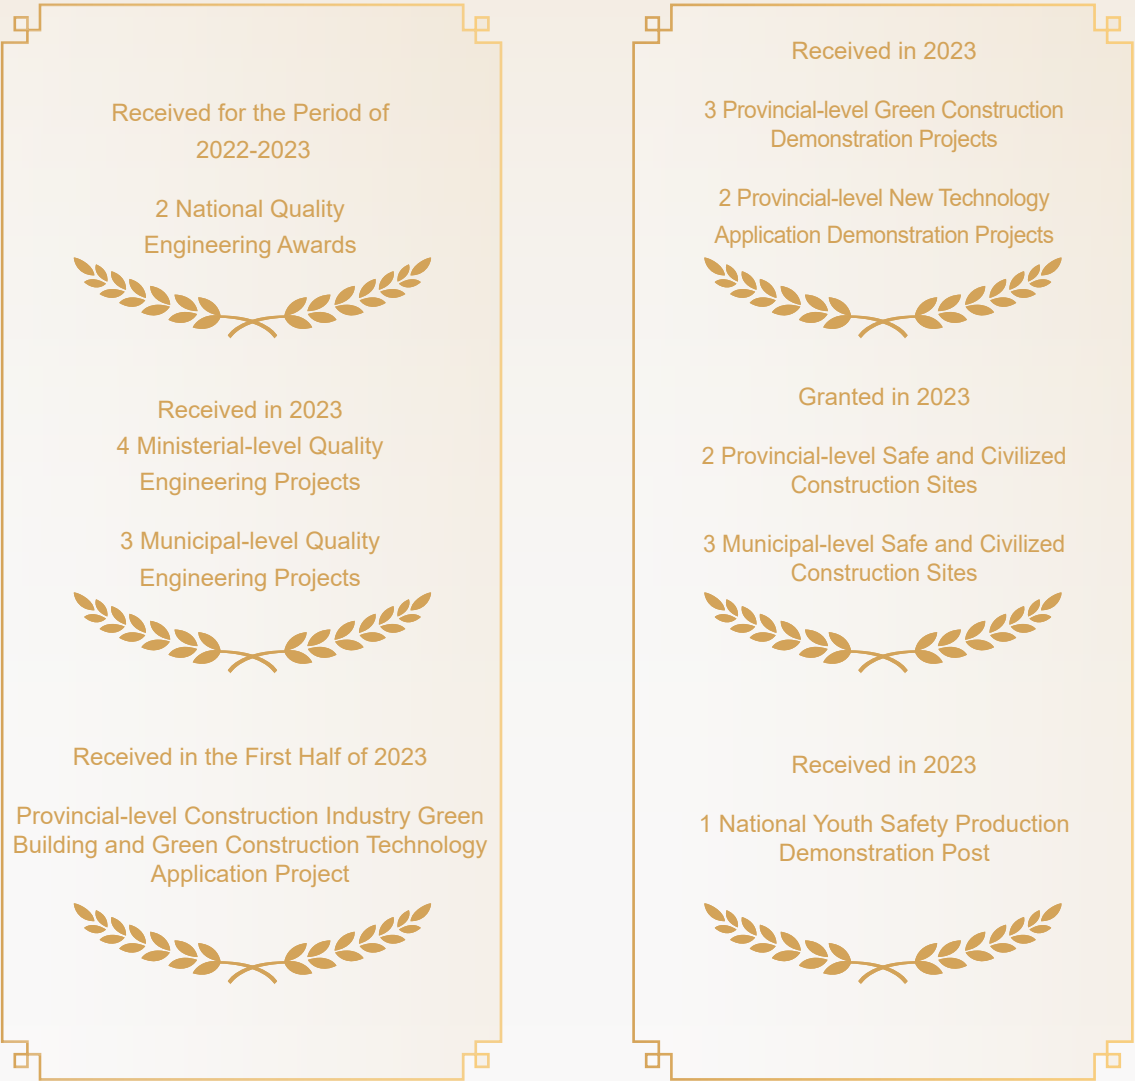 Received for the Period of
2022-2023
2 National Quality
Engineering Awards
Received in 2023
4 Ministerial-level Quality
Engineering Projects
3 Municipal-level Quality
Engineering Projects
Received in the First Half of 2023
Provincial-level Construction Industry Green
Building and Green Construction Technology
Application Project
Received in 2023
3 Provincial-level Green Construction
Demonstration Projects
2 Provincial-level New Technology
Application Demonstration Projects
Granted in 2023
2 Provincial-level Safe and Civilized
Construction Sites
3 Municipal-level Safe and Civilized
Construction Sites
Received in 2023
1 National Youth Safety Production
Demonstration Post